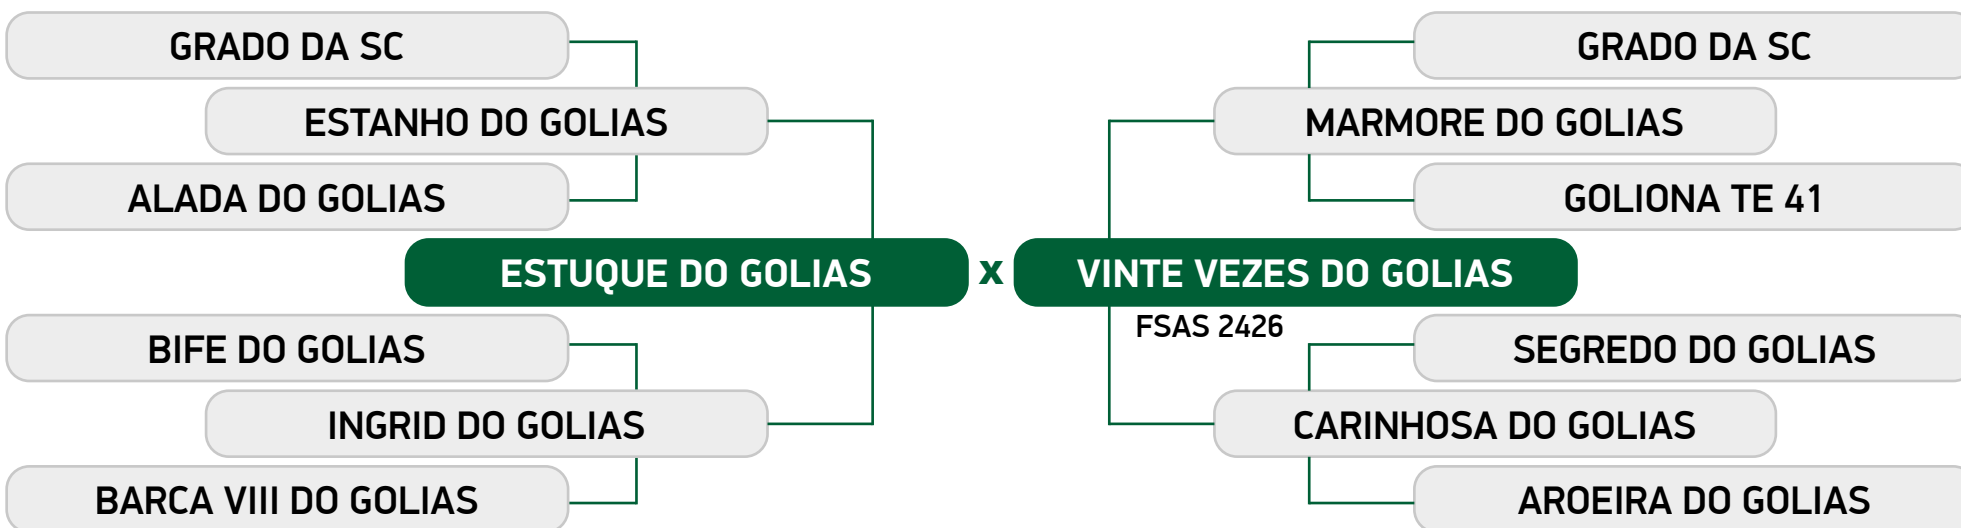 GRADO DA SC
GRADO DA SC
ESTANHO DO GOLIAS
MARMORE DO GOLIAS
ALADA DO GOLIAS
GOLIONA TE 41
ESTUQUE DO GOLIAS x VINTE VEZES DO GOLIAS
FSAS 2426
BIFE DO GOLIAS
SEGREDO DO GOLIAS
INGRID DO GOLIAS
CARINHOSA DO GOLIAS
BARCA VIII DO GOLIAS
AROEIRA DO GOLIAS